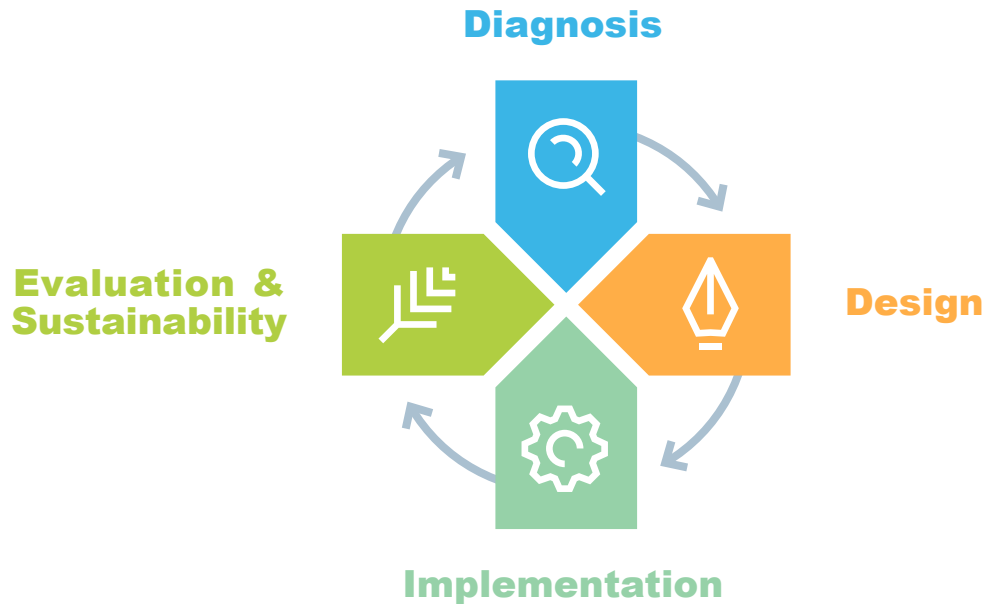 Diagnosis
Evaluation &
Sustainability
Design
Implementation